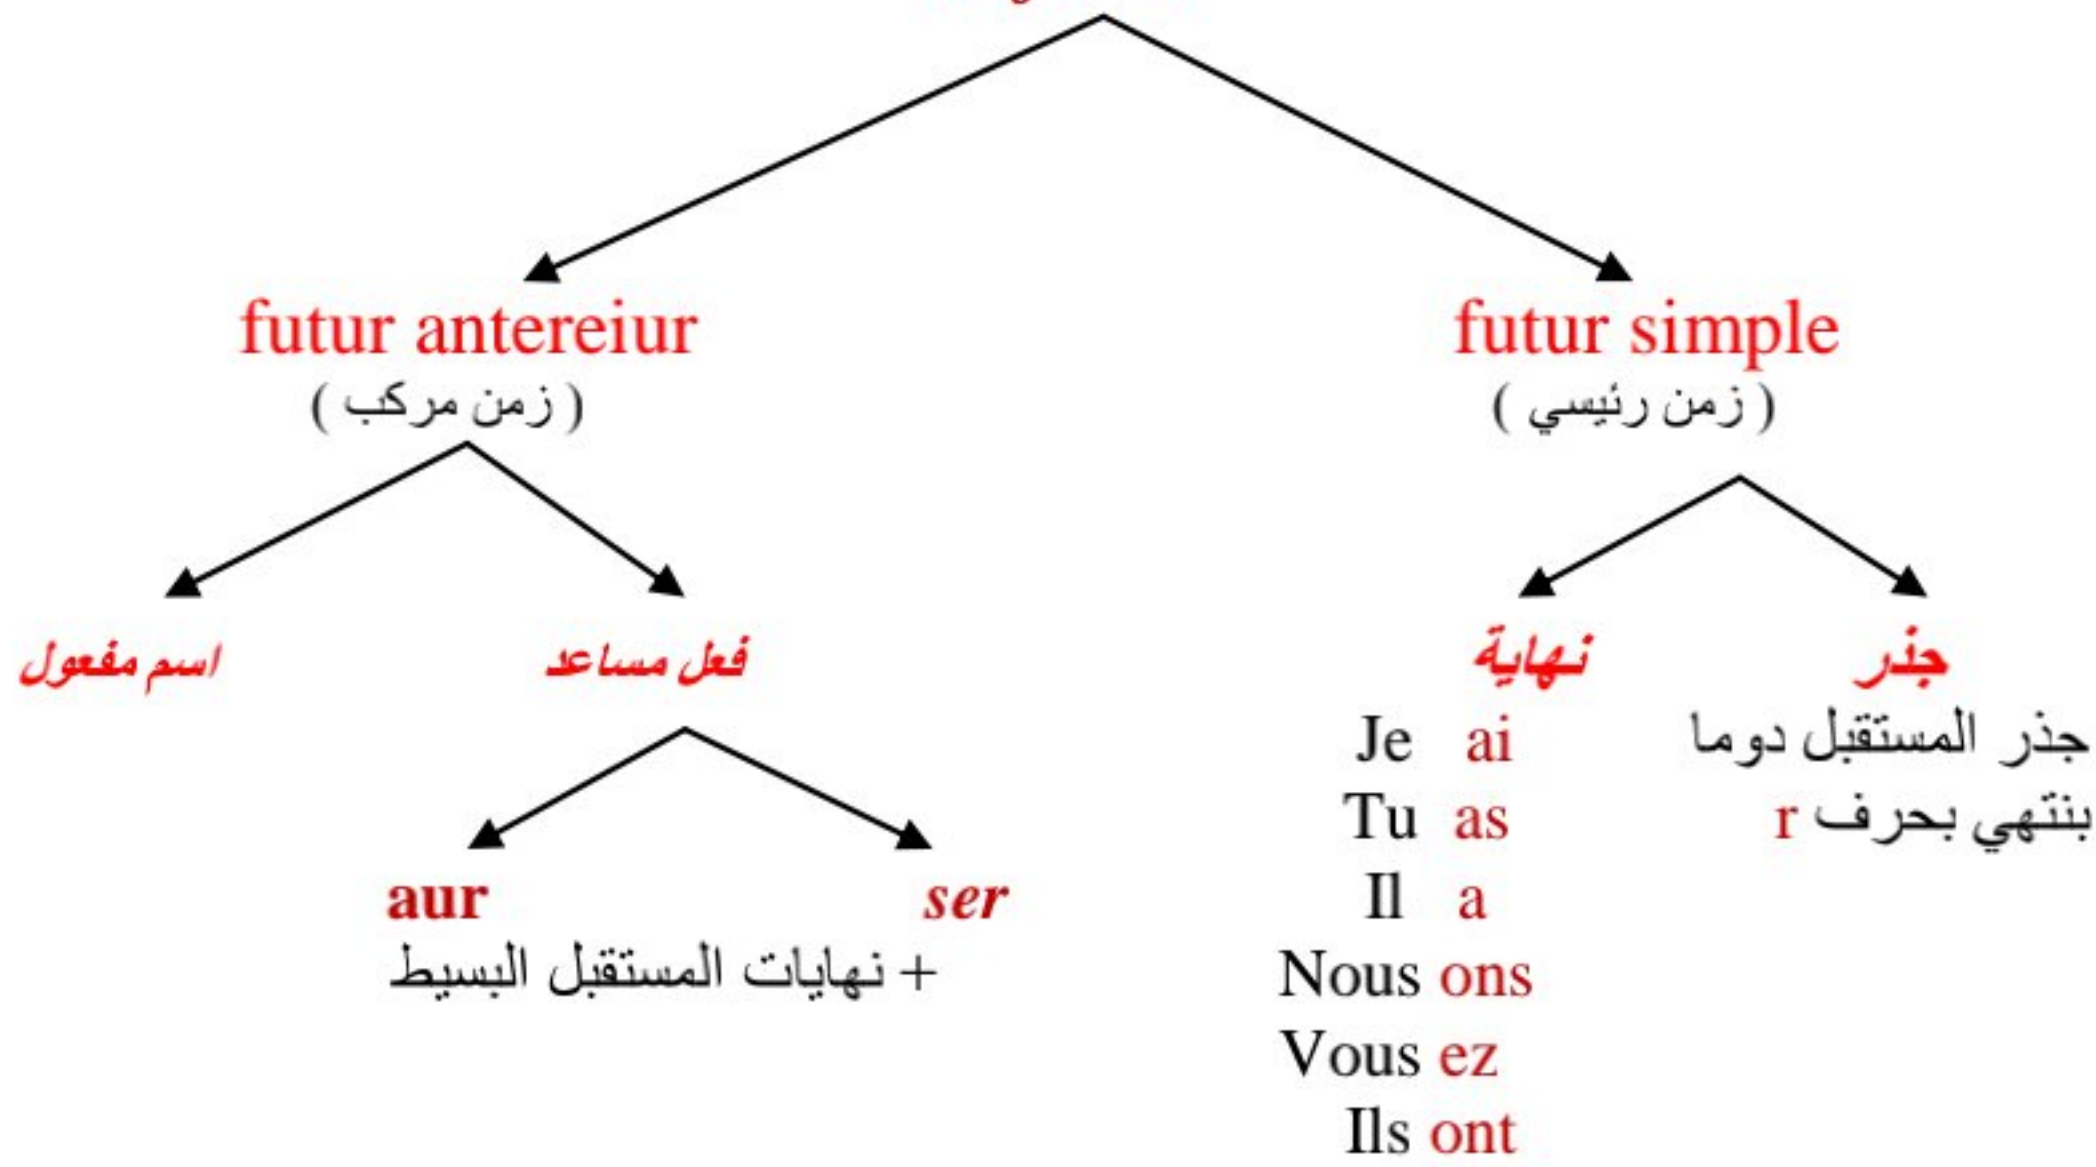 futur antereiur
( زمن مركب )
اسم مفعول
فعل مساعد
aur
ser
+ نهايات المستقبل البسيط
futur simple
( زمن رئيسي )
نهاية
Je ai
Tu as
Il a
Nous ons
Vous ez
Ils ont
جذر
جذر المستقبل دوما
بنتهي بحرف r